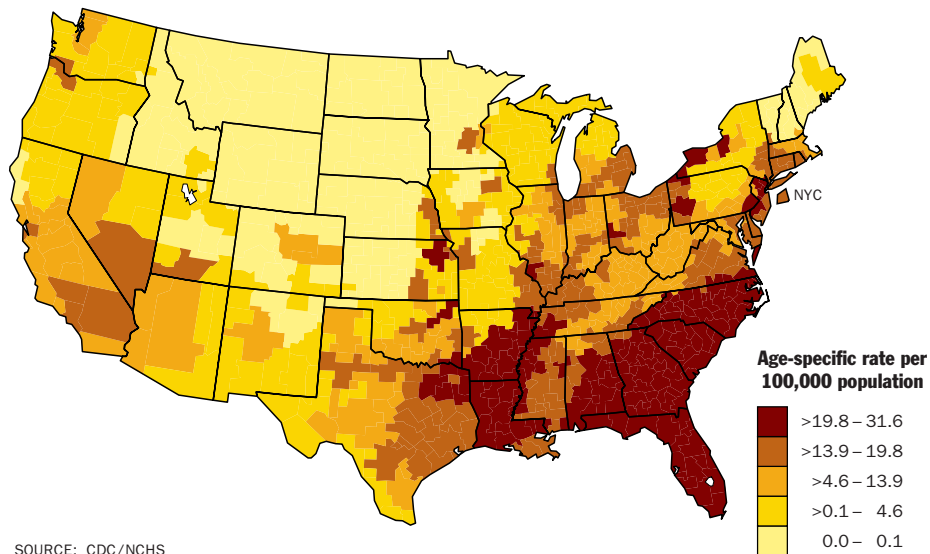 NYC
Age-specific rate per
100,000 population
>19.8 – 31.6
>13.9 – 19.8
>4.6 – 13.9
>0.1 – 4.6
0.0 – 0.1
SOURCE: CDC/NCHS